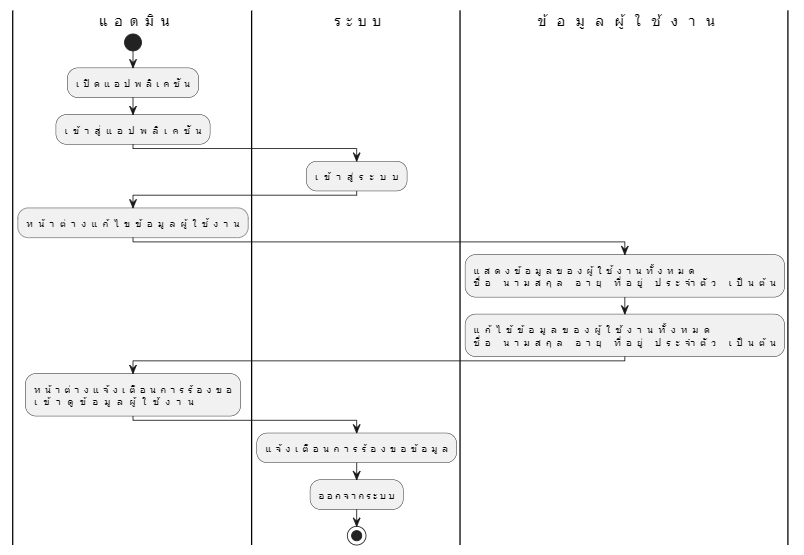 แอดมิน
ระบบ
ข้อมูลผู้ใช้งาน
เปิดแอปพลิเคชัน
เข้าสู่แอปพลิเคชัน
เข้าสู่ระบบ
หน้าต่างแก้ไขข้อมูลผู้ใช้งาน
แสดงข้อมูลของผู้ใช้งานทั้งหมด
ชื่อ นามสกุล อายุ ที่อยู่ ประจำตัว เป็นต้น
แก้ไข้ข้อมูลของผู้ใช้งานทั้งหมด
ชื่อ นามสกุล อายุ ที่อยู่ ประจำตัว เป็นต้น
หน้าต่างแจ้งเตือนการร้องขอ
เข้าดูข้อมูลผู้ใช้งาน
แจ้งเตือนการร้องขอข้อมูล
ออกจากระบบ